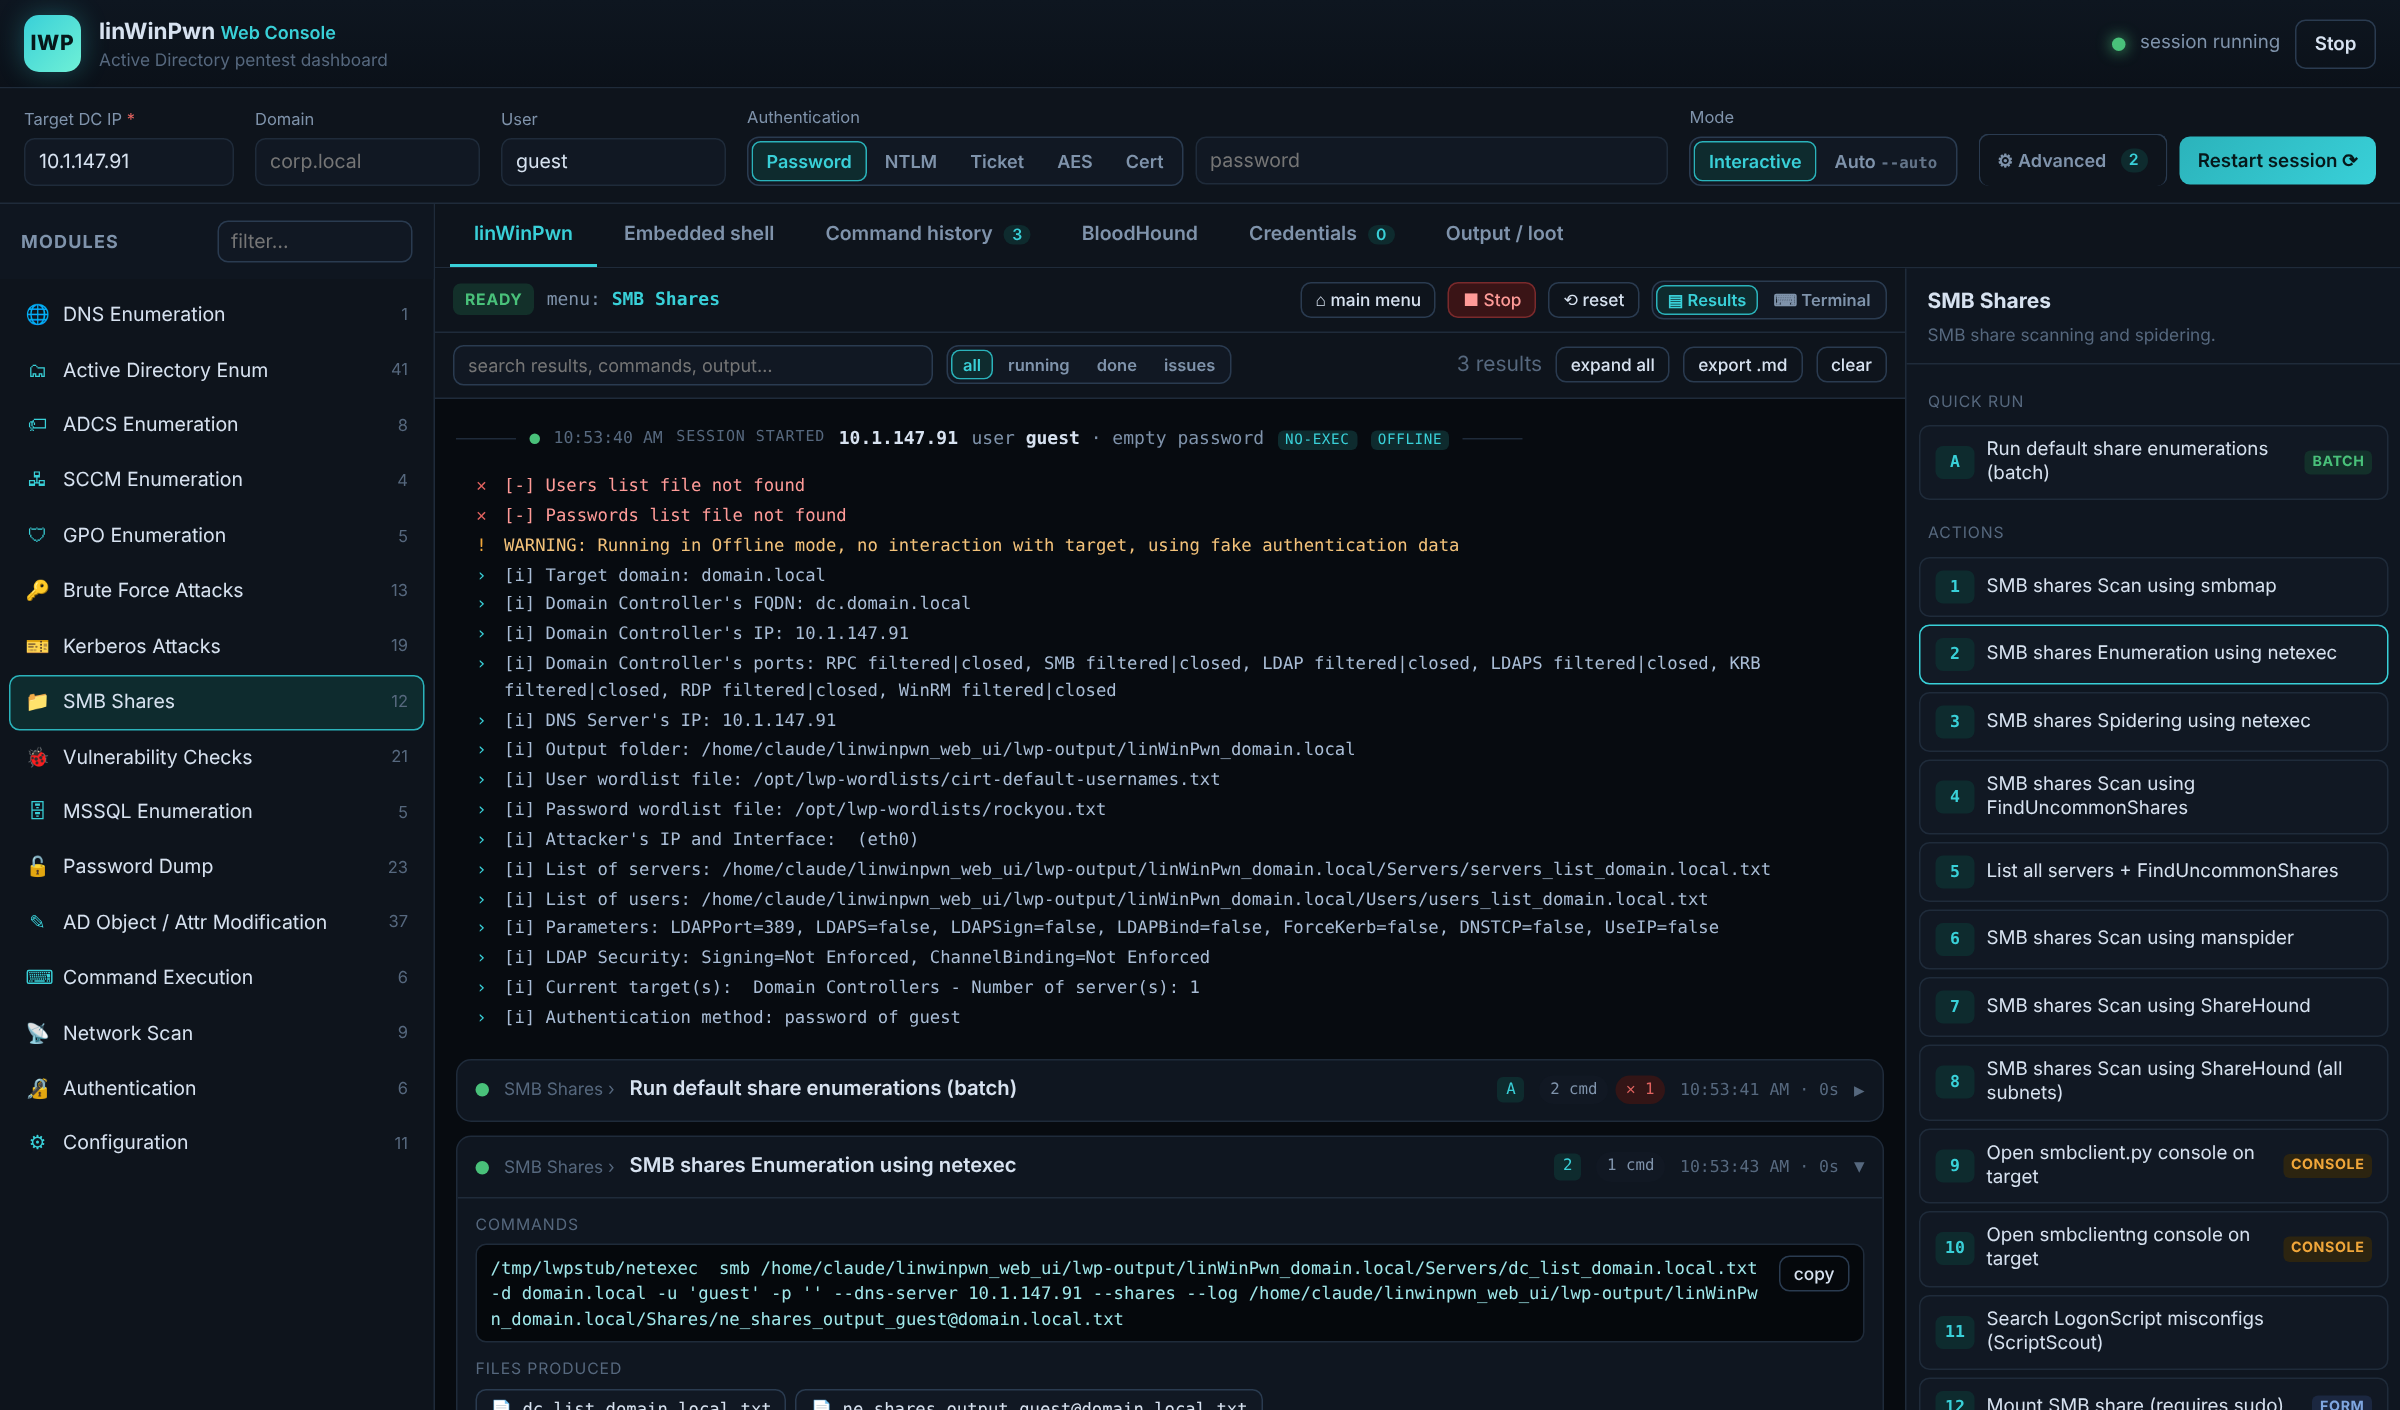 lWP
linWinPwn Web Console
Active Directory pentest dashboard
session running
Stop
Target DC IP *
Domain
User
Authentication
Mode
10.1.147.91
corp.local
guest
Password NTLM Ticket AES Cert
password
Interactive Auto --auto
⚙ Advanced 2
Restart session ⟳
MODULES
filter...
🌐 DNS Enumeration 1
🗂 Active Directory Enum 41
🏷 ADCS Enumeration 8
🖧 SCCM Enumeration 4
🛡 GPO Enumeration 5
🔑 Brute Force Attacks 13
🎫 Kerberos Attacks 19
📁 SMB Shares 12
🐞 Vulnerability Checks 21
🗄 MSSQL Enumeration 5
🔓 Password Dump 23
✎ AD Object / Attr Modification 37
⌨ Command Execution 6
📡 Network Scan 9
🔏 Authentication 6
⚙ Configuration 11
linWinPwn Embedded shell Command history 3 BloodHound Credentials 0 Output / loot
READY menu: SMB Shares
⌂ main menu ■ Stop ⟲ reset ▤ Results ⌨ Terminal
search results, commands, output...
all running done issues
3 results expand all export .md clear
10:53:40 AM SESSION STARTED 10.1.147.91 user guest · empty password NO-EXEC OFFLINE
× [-] Users list file not found
× [-] Passwords list file not found
! WARNING: Running in Offline mode, no interaction with target, using fake authentication data
› [i] Target domain: domain.local
› [i] Domain Controller's FQDN: dc.domain.local
› [i] Domain Controller's IP: 10.1.147.91
› [i] Domain Controller's ports: RPC filtered|closed, SMB filtered|closed, LDAP filtered|closed, LDAPS filtered|closed, KRB
filtered|closed, RDP filtered|closed, WinRM filtered|closed
› [i] DNS Server's IP: 10.1.147.91
› [i] Output folder: /home/claude/linwinpwn_web_ui/lwp-output/linWinPwn_domain.local
› [i] User wordlist file: /opt/lwp-wordlists/cirt-default-usernames.txt
› [i] Password wordlist file: /opt/lwp-wordlists/rockyou.txt
› [i] Attacker's IP and Interface:  (eth0)
› [i] List of servers: /home/claude/linwinpwn_web_ui/lwp-output/linWinPwn_domain.local/Servers/servers_list_domain.local.txt
› [i] List of users: /home/claude/linwinpwn_web_ui/lwp-output/linWinPwn_domain.local/Users/users_list_domain.local.txt
› [i] Parameters: LDAPPort=389, LDAPS=false, LDAPSign=false, LDAPBind=false, ForceKerb=false, DNSTCP=false, UseIP=false
› [i] LDAP Security: Signing=Not Enforced, ChannelBinding=Not Enforced
› [i] Current target(s):  Domain Controllers - Number of server(s): 1
› [i] Authentication method: password of guest
SMB Shares › Run default share enumerations (batch) A 2 cmd × 1 10:53:41 AM · 0s ▶
SMB Shares › SMB shares Enumeration using netexec 2 1 cmd 10:53:43 AM · 0s ▼
COMMANDS
/tmp/lwpstub/netexec  smb /home/claude/linwinpwn_web_ui/lwp-output/linWinPwn_domain.local/Servers/dc_list_domain.local.txt
-d domain.local -u 'guest' -p '' --dns-server 10.1.147.91 --shares --log /home/claude/linwinpwn_web_ui/lwp-output/linWinPw
n_domain.local/Shares/ne_shares_output_guest@domain.local.txt
copy
FILES PRODUCED
📄 dc_list_domain.local.txt 📄 ne_shares_output_guest@domain.local.txt
SMB Shares
SMB share scanning and spidering.
QUICK RUN
A Run default share enumerations
(batch)
BATCH
ACTIONS
1 SMB shares Scan using smbmap
2 SMB shares Enumeration using netexec
3 SMB shares Spidering using netexec
4 SMB shares Scan using
FindUncommonShares
5 List all servers + FindUncommonShares
6 SMB shares Scan using manspider
7 SMB shares Scan using ShareHound
8 SMB shares Scan using ShareHound (all
subnets)
9 Open smbclient.py console on
target
CONSOLE
10 Open smbclientng console on
target
CONSOLE
11 Search LogonScript misconfigs
(ScriptScout)
12 Mount SMB share (requires sudo) FORM